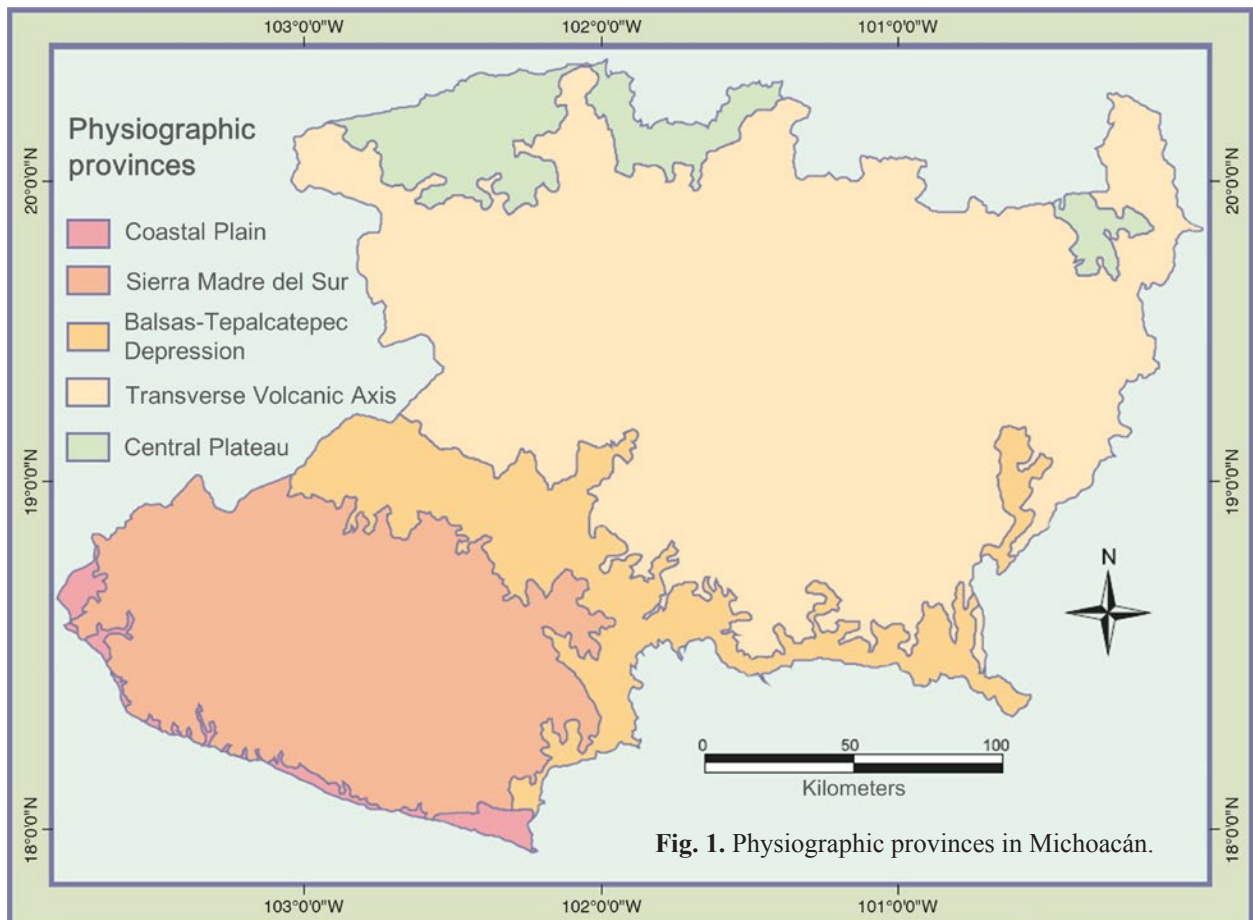 103°0'0"W 102°0'0"W 101°0'0"W
Physiographic
provinces
Coastal Plain
Sierra Madre del Sur
Balsas-Tepalcatepec
Depression
Transverse Volcanic Axis
Central Plateau
20°0'0"N
19°0'0"N
18°0'0"N
20°0'0"N
19°0'0"N
18°0'0"N
N
0 50 100
Kilometers
Fig. 1. Physiographic provinces in Michoacán.
103°0'0"W 102°0'0"W 101°0'0"W